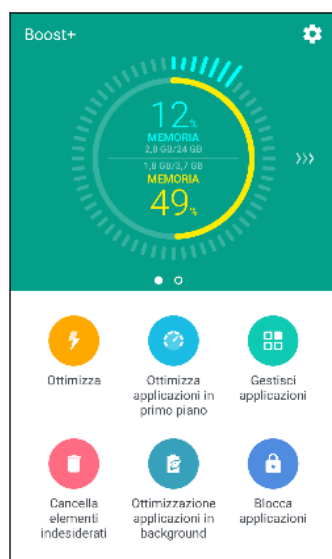 Boost+
12%
MEMORIA
2,8 GB/24 GB
1,8 GB/3,7 GB
MEMORIA
49%
Ottimizza
Ottimizza
applicazioni in
primo piano
Gestisci
applicazioni
Cancella
elementi
indesiderati
Ottimizzazione
applicazioni in
background
Blocca
applicazioni